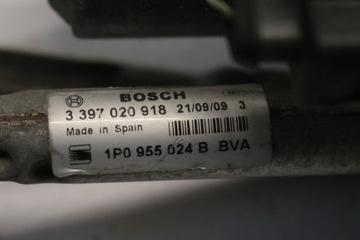 BOSCH
3 397 020 918 21/09/09 3
Made in Spain
1P0 955 024 B BVA